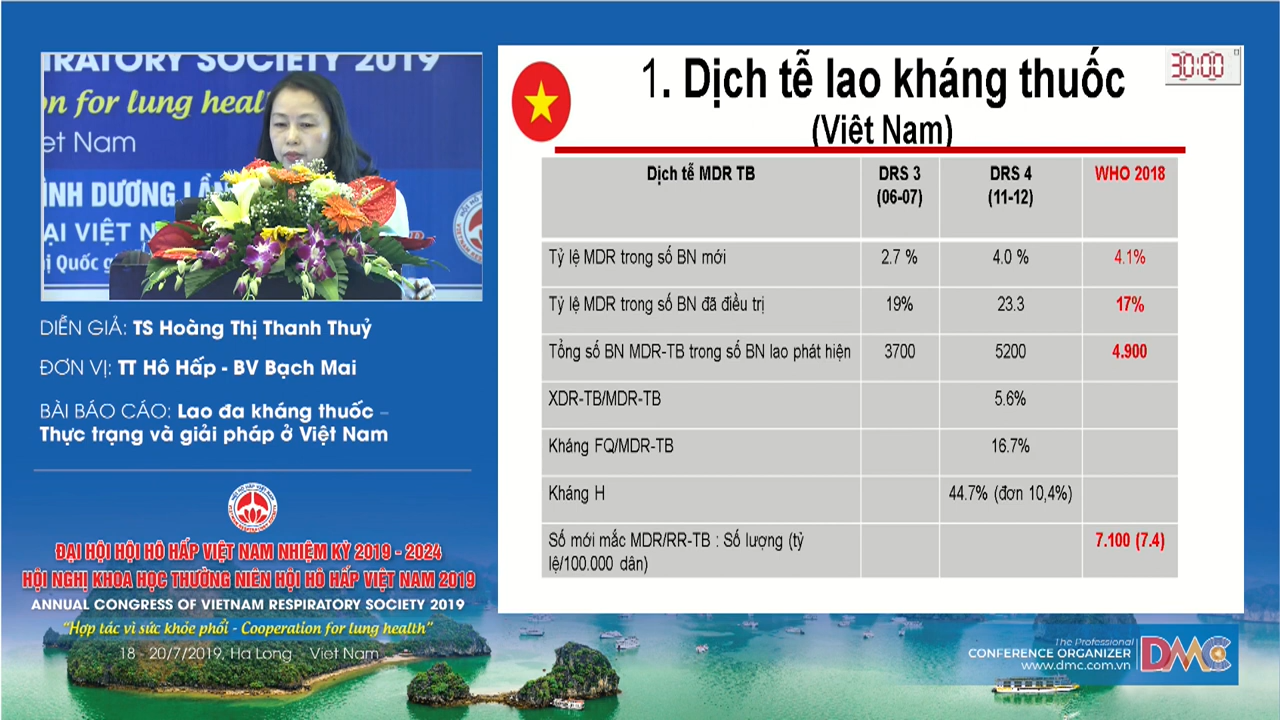 IRATORY SOCIETY 2019
on for lung heal
et Nam
ÍNH DƯƠNG LẦN
ẠI VIỆT N
ị Quốc gi
DIỄN GIẢ: TS Hoàng Thị Thanh Thuỷ
ĐƠN VỊ: TT Hô Hấp - BV Bạch Mai
BÀI BÁO CÁO: Lao đa kháng thuốc –
Thực trạng và giải pháp ở Việt Nam
ĐẠI HỘI HỘI HÔ HẤP VIỆT NAM NHIỆM KỲ 2019 - 2024
HỘI NGHỊ KHOA HỌC THƯỜNG NIÊN HỘI HÔ HẤP VIỆT NAM 2019
ANNUAL CONGRESS OF VIETNAM RESPIRATORY SOCIETY 2019
“Hợp tác vì sức khỏe phổi - Cooperation for lung health”
18 - 20/7/2019, Ha Long - Viet Nam
1. Dịch tễ lao kháng thuốc
(Viêt Nam)
30:00
Dịch tễ MDR TB DRS 3 DRS 4 WHO 2018
(06-07) (11-12)
Tỷ lệ MDR trong số BN mới 2.7 % 4.0 % 4.1%
Tỷ lệ MDR trong số BN đã điều trị 19% 23.3 17%
Tổng số BN MDR-TB trong số BN lao phát hiện 3700 5200 4.900
XDR-TB/MDR-TB 5.6%
Kháng FQ/MDR-TB 16.7%
Kháng H 44.7% (đơn 10,4%)
Số mới mắc MDR/RR-TB : Số lượng (tỷ 7.100 (7.4)
lệ/100.000 dân)
The Professional
CONFERENCE ORGANIZER
www.dmc.com.vn
DMC